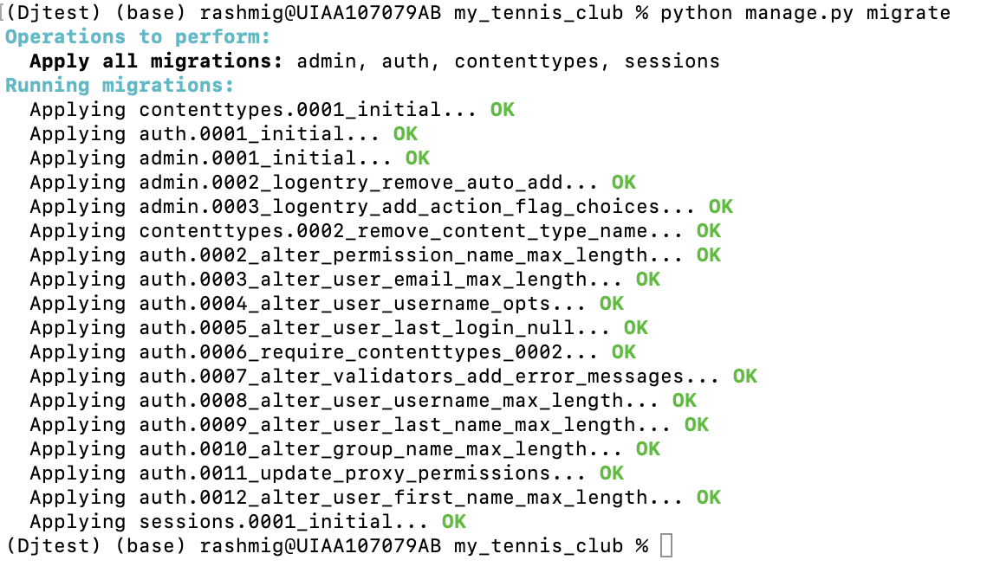 (Djtest) (base) rashmig@UIAA107079AB my_tennis_club % python manage.py migrate
Operations to perform:
  Apply all migrations: admin, auth, contenttypes, sessions
Running migrations:
  Applying contenttypes.0001_initial... OK
  Applying auth.0001_initial... OK
  Applying admin.0001_initial... OK
  Applying admin.0002_logentry_remove_auto_add... OK
  Applying admin.0003_logentry_add_action_flag_choices... OK
  Applying contenttypes.0002_remove_content_type_name... OK
  Applying auth.0002_alter_permission_name_max_length... OK
  Applying auth.0003_alter_user_email_max_length... OK
  Applying auth.0004_alter_user_username_opts... OK
  Applying auth.0005_alter_user_last_login_null... OK
  Applying auth.0006_require_contenttypes_0002... OK
  Applying auth.0007_alter_validators_add_error_messages... OK
  Applying auth.0008_alter_user_username_max_length... OK
  Applying auth.0009_alter_user_last_name_max_length... OK
  Applying auth.0010_alter_group_name_max_length... OK
  Applying auth.0011_update_proxy_permissions... OK
  Applying auth.0012_alter_user_first_name_max_length... OK
  Applying sessions.0001_initial... OK
(Djtest) (base) rashmig@UIAA107079AB my_tennis_club %